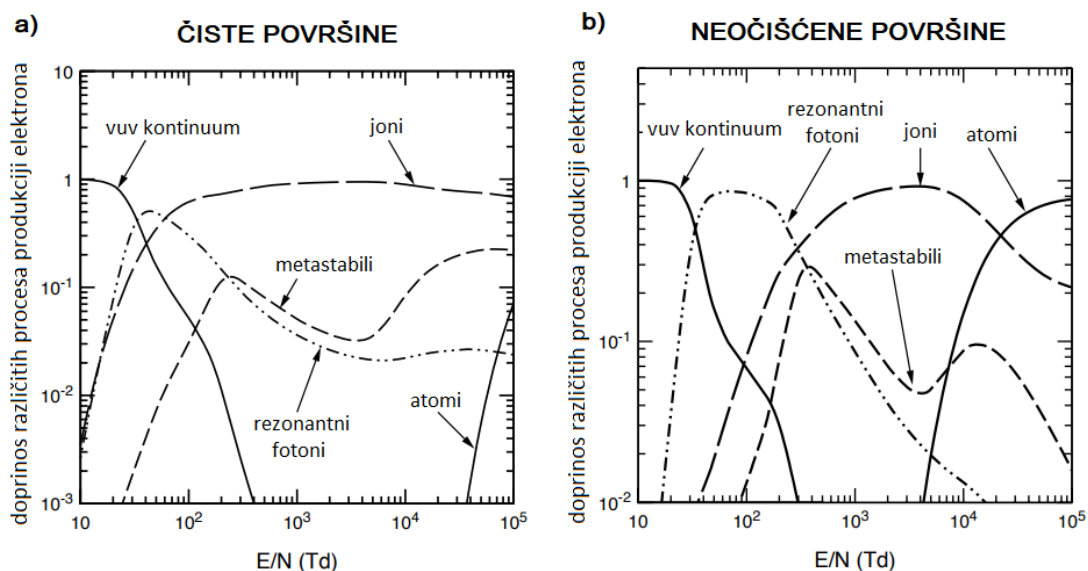 a)
ČISTE POVRŠINE
doprinos različitih procesa produkciji elektrona
10
1
10⁻¹
10⁻²
10⁻³
vuv kontinuum
joni
metastabili
rezonantni
fotoni
atomi
10
10²
10³
10⁴
10⁵
E/N (Td)
b)
NEOČIŠĆENE POVRŠINE
doprinos različitih procesa produkciji elektrona
1
10⁻¹
10⁻²
vuv kontinuum
rezonantni
fotoni
joni
atomi
metastabili
10
10²
10³
10⁴
10⁵
E/N (Td)